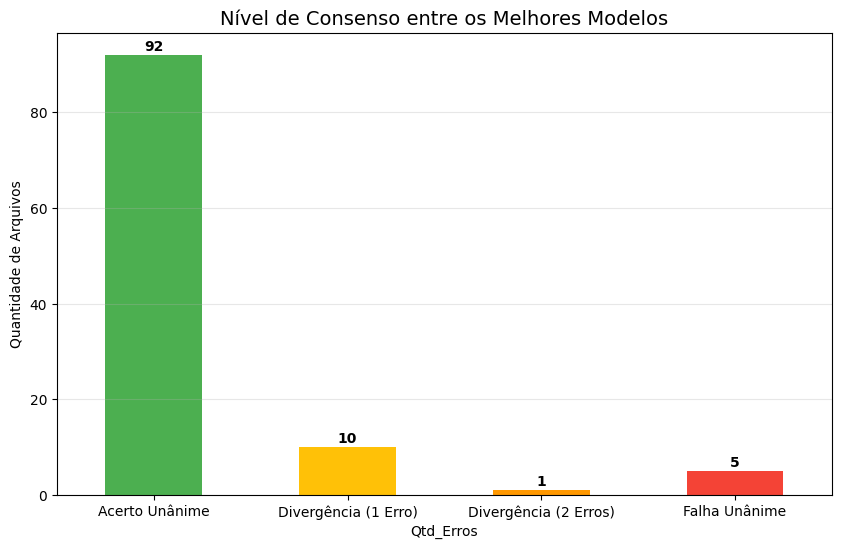 Nível de Consenso entre os Melhores Modelos
Quantidade de Arquivos
80
60
40
20
0
92
10
1
5
Acerto Unânime
Divergência (1 Erro)
Divergência (2 Erros)
Falha Unânime
Qtd_Erros